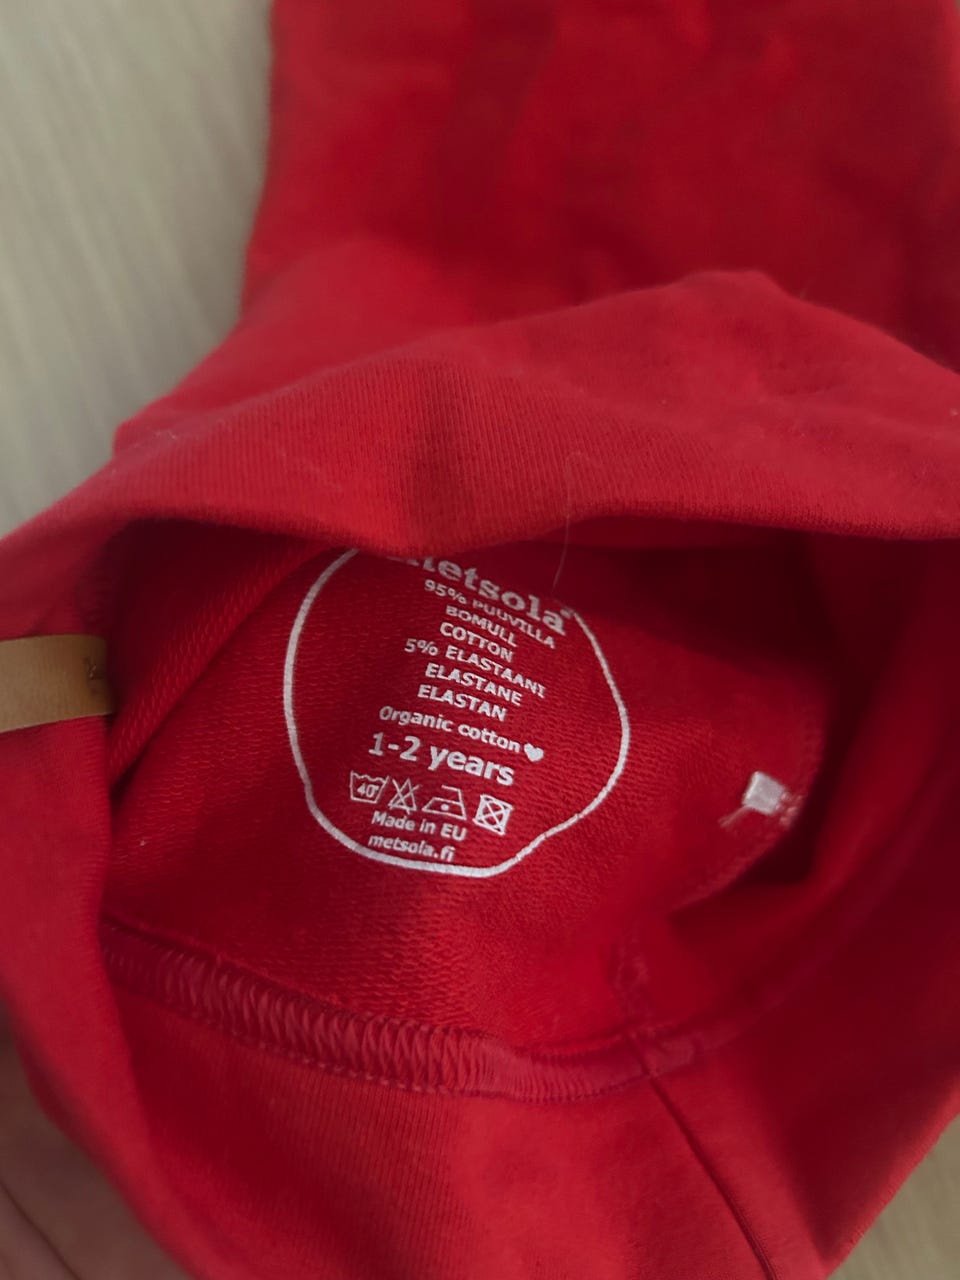 metsola®
95% PUUVILLA
BOMULL
COTTON
5% ELASTAANI
ELASTANE
ELASTAN
Organic cotton
1-2 years
40°
Made in EU
metsola.fi